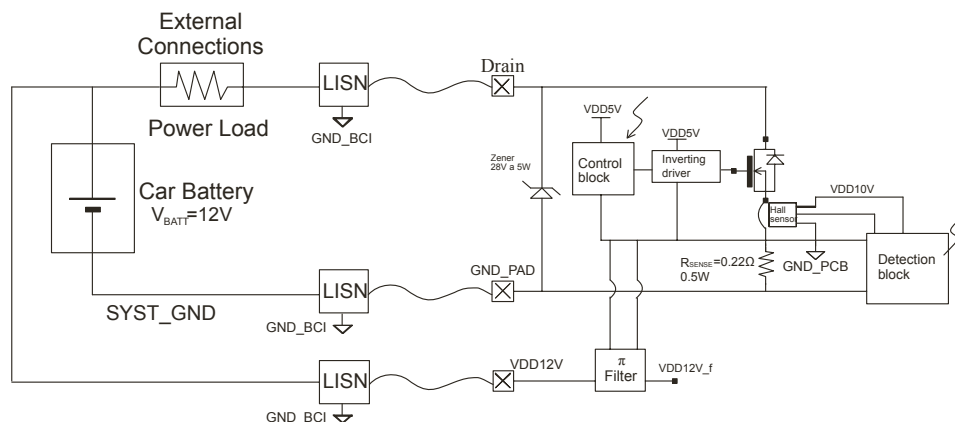 External
Connections
LISN
Drain
GND_BCI
Power Load
VDD5V
VDD5V
Zener
28V a 5W
Control
block
Inverting
driver
Car Battery
VBATT=12V
VDD10V
Hall
sensor
RSENSE=0.22Ω
0.5W
GND_PCB
Detection
block
GND_PAD
LISN
SYST_GND
GND_BCI
π
Filter
LISN
VDD12V
VDD12V_f
GND_BCI